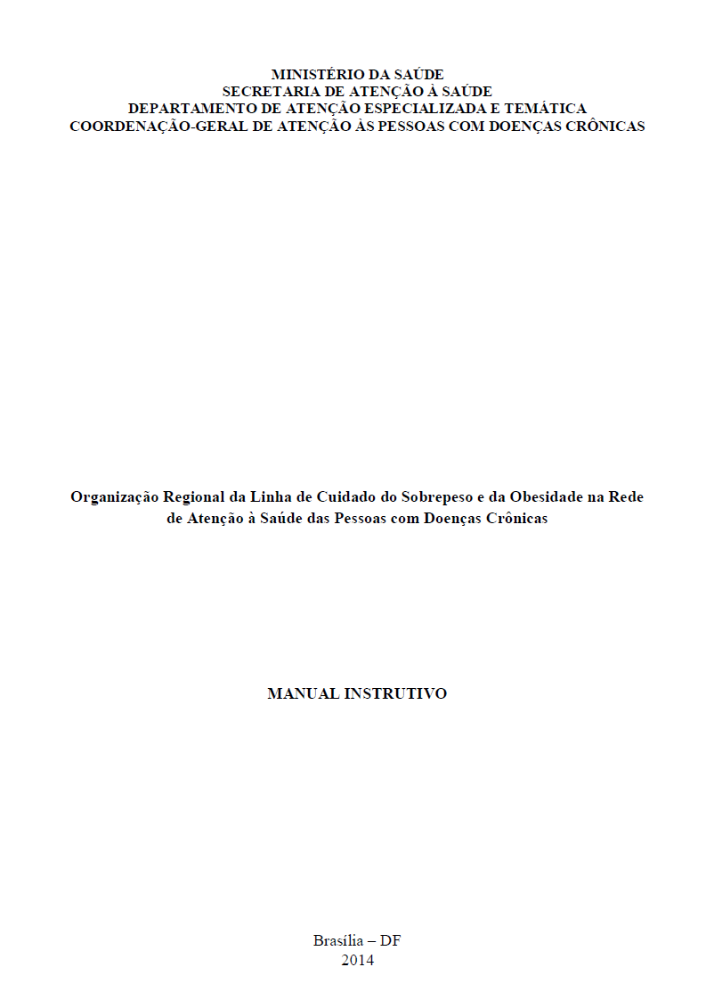 MINISTÉRIO DA SAÚDE
SECRETARIA DE ATENÇÃO À SAÚDE
DEPARTAMENTO DE ATENÇÃO ESPECIALIZADA E TEMÁTICA
COORDENAÇÃO-GERAL DE ATENÇÃO ÀS PESSOAS COM DOENÇAS CRÔNICAS
Organização Regional da Linha de Cuidado do Sobrepeso e da Obesidade na Rede
de Atenção à Saúde das Pessoas com Doenças Crônicas
MANUAL INSTRUTIVO
Brasília – DF
2014